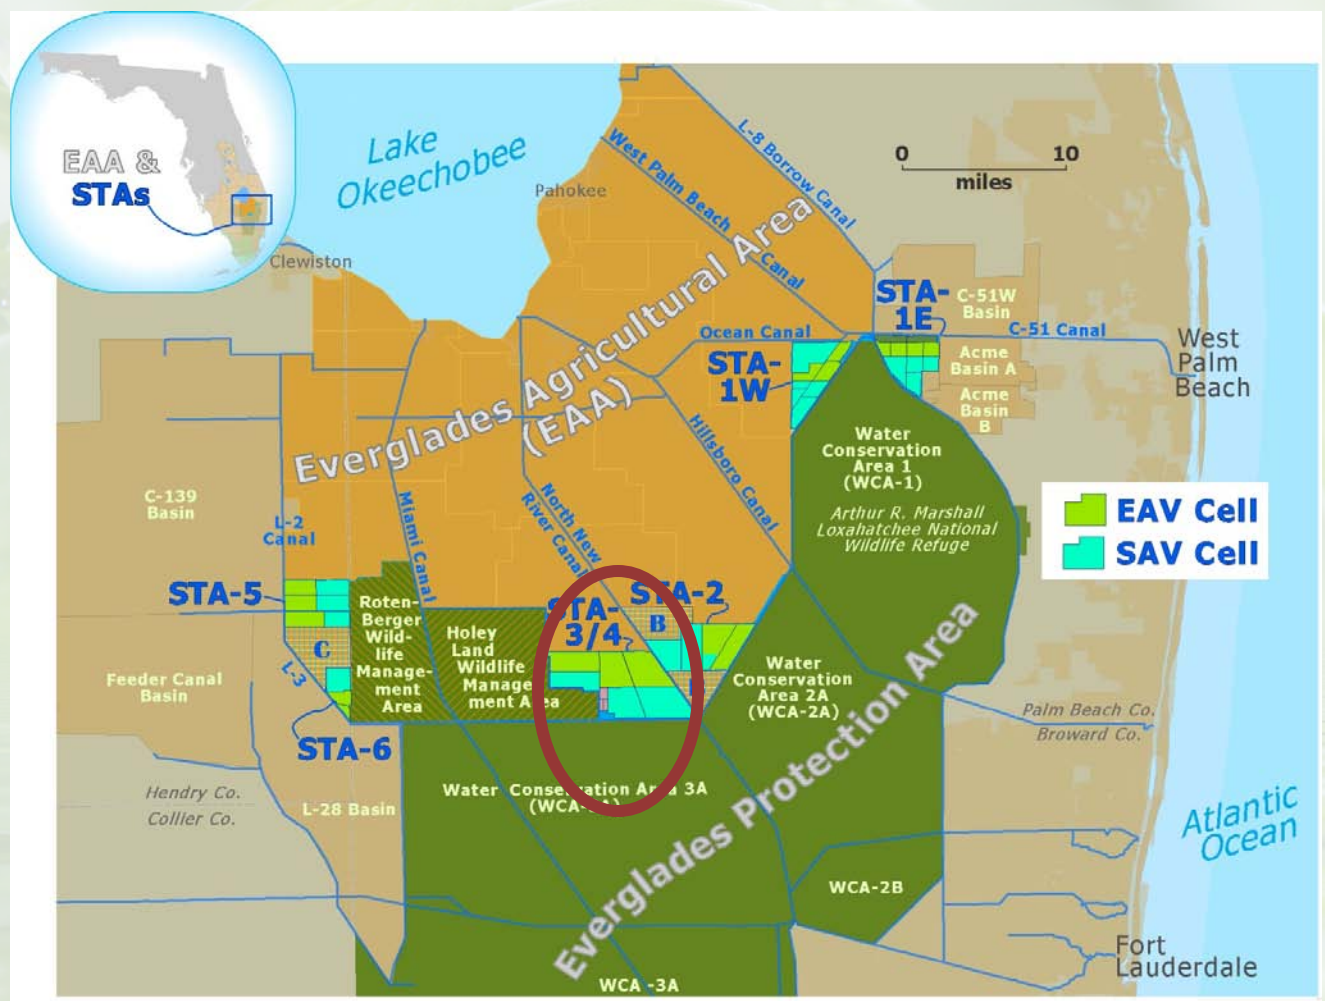 EAA &
STAs
Lake
Okeechobee
Pahokee
Clewiston
West Palm Beach
Canal
L-8 Borrow Canal
0 10
miles
Everglades Agricultural Area
(EAA)
STA-
1E
C-51W
Basin
Ocean Canal
C-51 Canal
West
Palm
Beach
STA-
1W
Acme
Basin A
Acme
Basin
B
Hillsboro Canal
Water
Conservation
Area 1
(WCA-1)
Arthur R. Marshall
Loxahatchee National
Wildlife Refuge
EAV Cell
SAV Cell
C-139
Basin
L-2
Canal
Miami Canal
North New
River Canal
STA-5
STA-
3/4
STA-2
B
C
L-3
Roten-
Berger
Wild-
life
Manage-
ment
Area
Holey
Land
Wildlife
Manage
ment Area
Feeder Canal
Basin
STA-6
Water
Conservation
Area 2A
(WCA-2A)
Palm Beach Co.
Broward Co.
Everglades Protection Area
Hendry Co.
Collier Co.
L-28 Basin
Water Conservation Area 3A
Atlantic
Ocean
WCA-2B
Fort
Lauderdale
WCA -3A